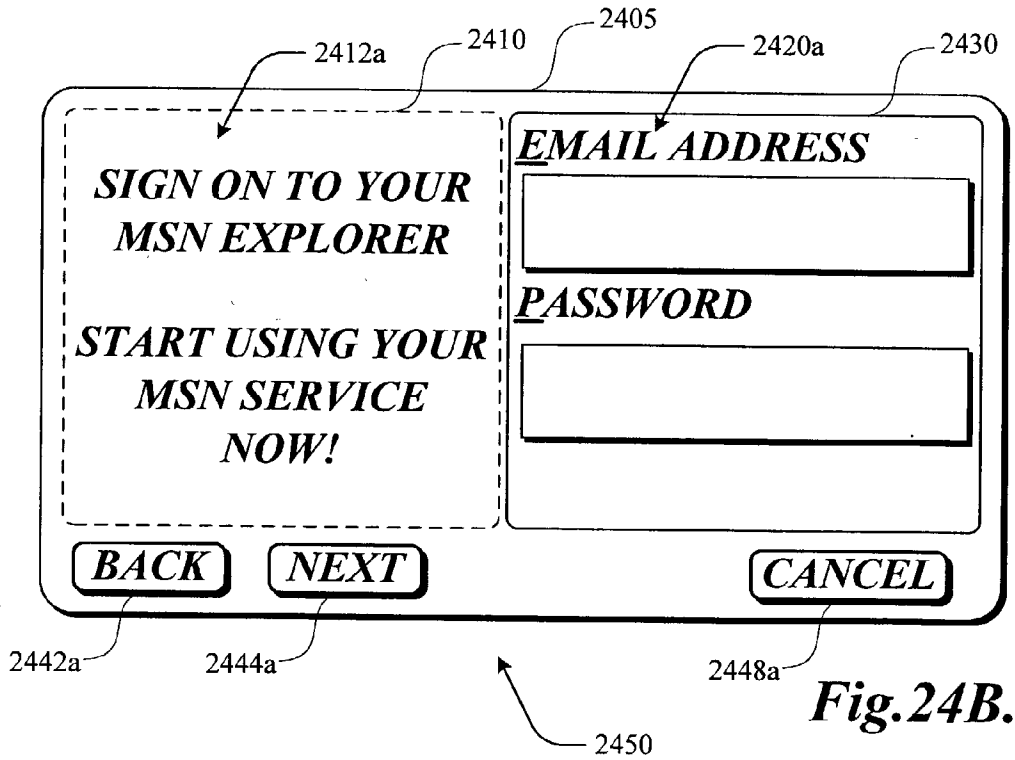 2412a
2410
2405
2420a
2430
SIGN ON TO YOUR
MSN EXPLORER
START USING YOUR
MSN SERVICE
NOW!
EMAIL ADDRESS
PASSWORD
BACK
NEXT
CANCEL
2442a
2444a
2448a
2450
Fig.24B.